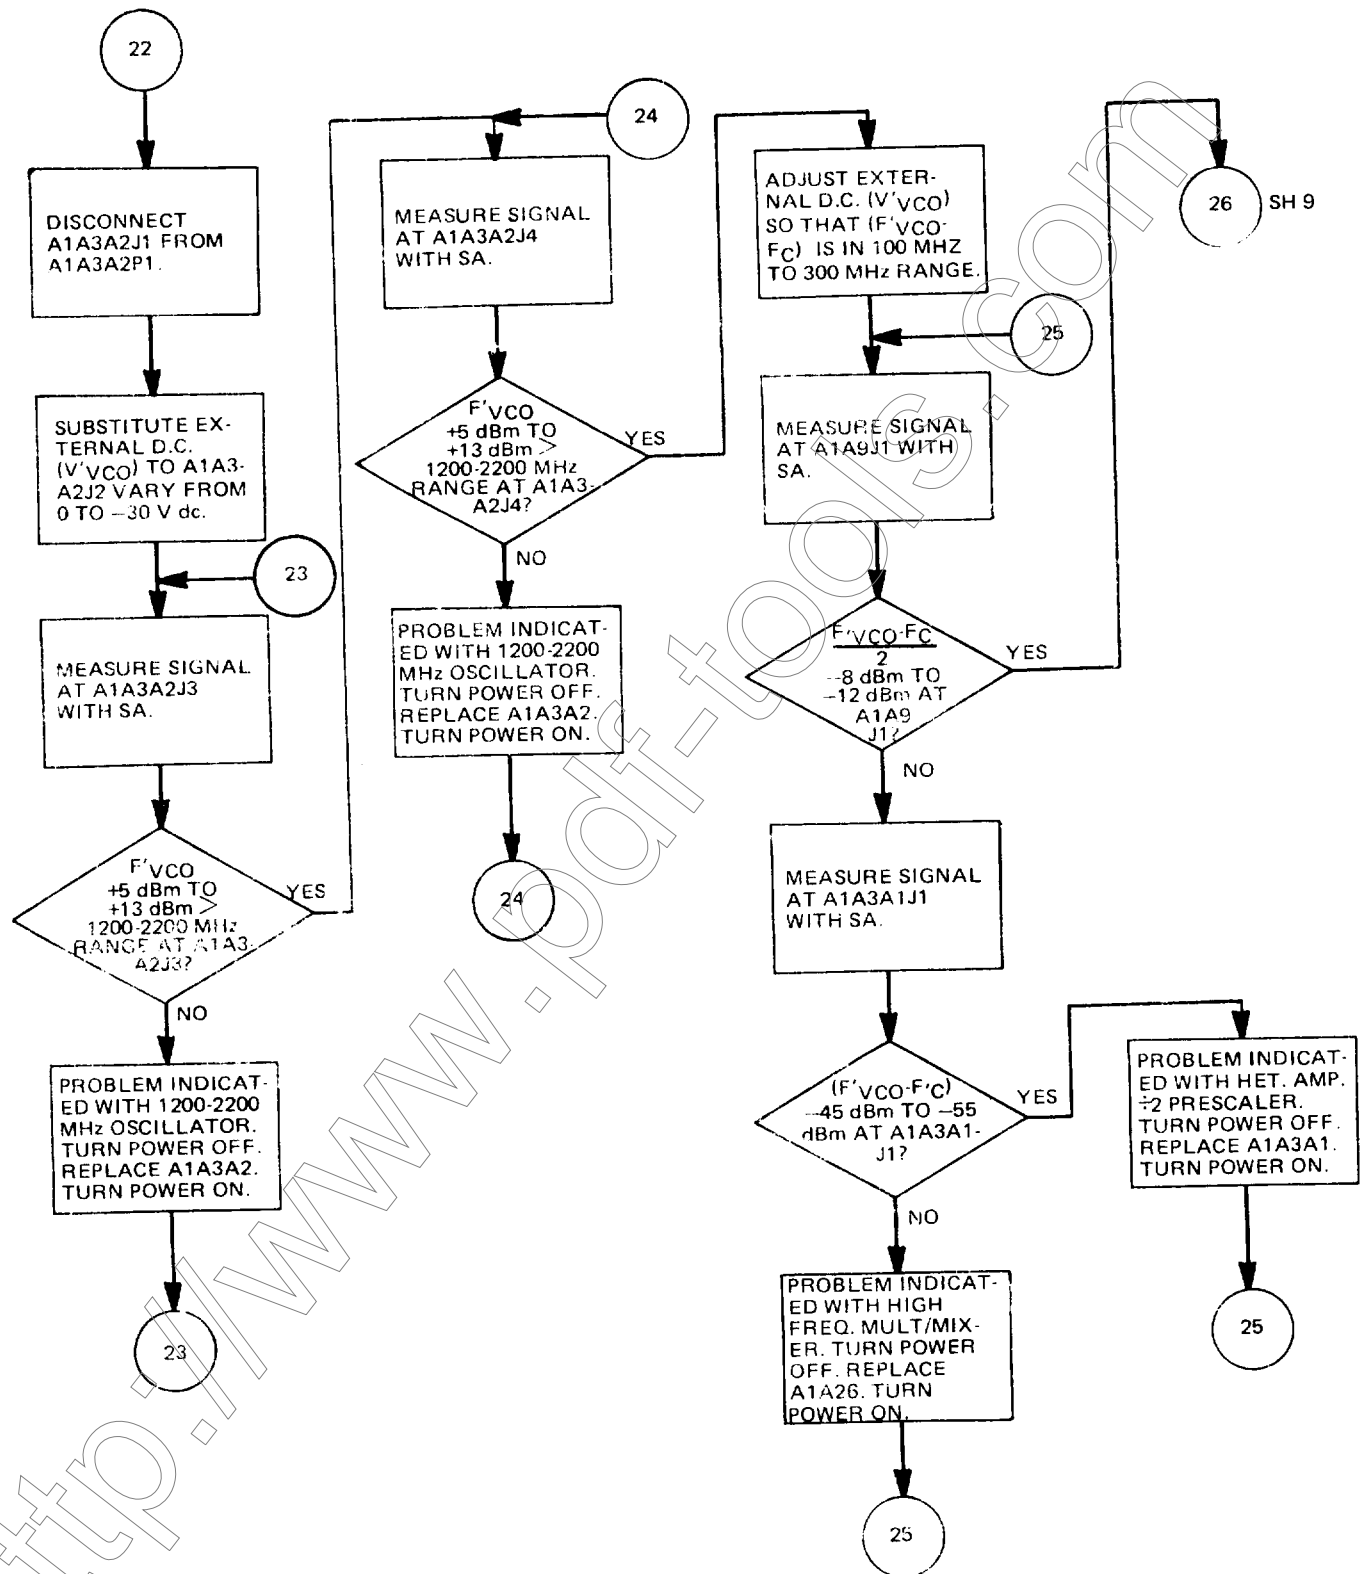 22
DISCONNECT
A1A3A2J1 FROM
A1A3A2P1.
SUBSTITUTE EX-
TERNAL D.C.
(V'VCO) TO A1A3-
A2J2 VARY FROM
0 TO –30 V dc.
23
MEASURE SIGNAL
AT A1A3A2J3
WITH SA.
F'VCO
+5 dBm TO
+13 dBm >
1200-2200 MHz
RANGE AT A1A3-
A2J3?
YES
NO
PROBLEM INDICAT-
ED WITH 1200-2200
MHz OSCILLATOR.
TURN POWER OFF.
REPLACE A1A3A2.
TURN POWER ON.
23
24
MEASURE SIGNAL
AT A1A3A2J4
WITH SA.
F'VCO
+5 dBm TO
+13 dBm >
1200-2200 MHz
RANGE AT A1A3-
A2J4?
YES
NO
PROBLEM INDICAT-
ED WITH 1200-2200
MHz OSCILLATOR.
TURN POWER OFF.
REPLACE A1A3A2.
TURN POWER ON.
24
ADJUST EXTER-
NAL D.C. (V'VCO)
SO THAT (F'VCO-
FC) IS IN 100 MHZ
TO 300 MHz RANGE.
25
MEASURE SIGNAL
AT A1A9J1 WITH
SA.
F'VCO-FC
2
–8 dBm TO
–12 dBm AT
A1A9
J1?
YES
NO
26 SH 9
MEASURE SIGNAL
AT A1A3A1J1
WITH SA.
(F'VCO-F'C)
–45 dBm TO –55
dBm AT A1A3A1-
J1?
YES
NO
PROBLEM INDICAT-
ED WITH HET. AMP.
÷2 PRESCALER.
TURN POWER OFF.
REPLACE A1A3A1.
TURN POWER ON.
25
PROBLEM INDICAT-
ED WITH HIGH
FREQ. MULT/MIX-
ER. TURN POWER
OFF. REPLACE
A1A26. TURN
POWER ON.
25
http://www.pdf-tools.com